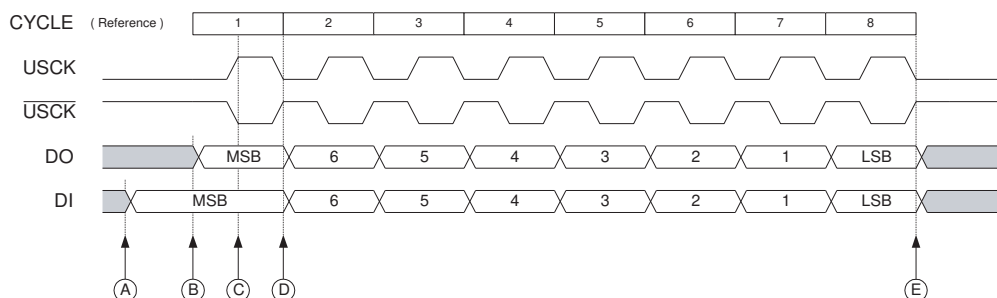 CYCLE ( Reference ) 1 2 3 4 5 6 7 8
USCK
USCK
DO MSB 6 5 4 3 2 1 LSB
DI MSB 6 5 4 3 2 1 LSB
A B C D E